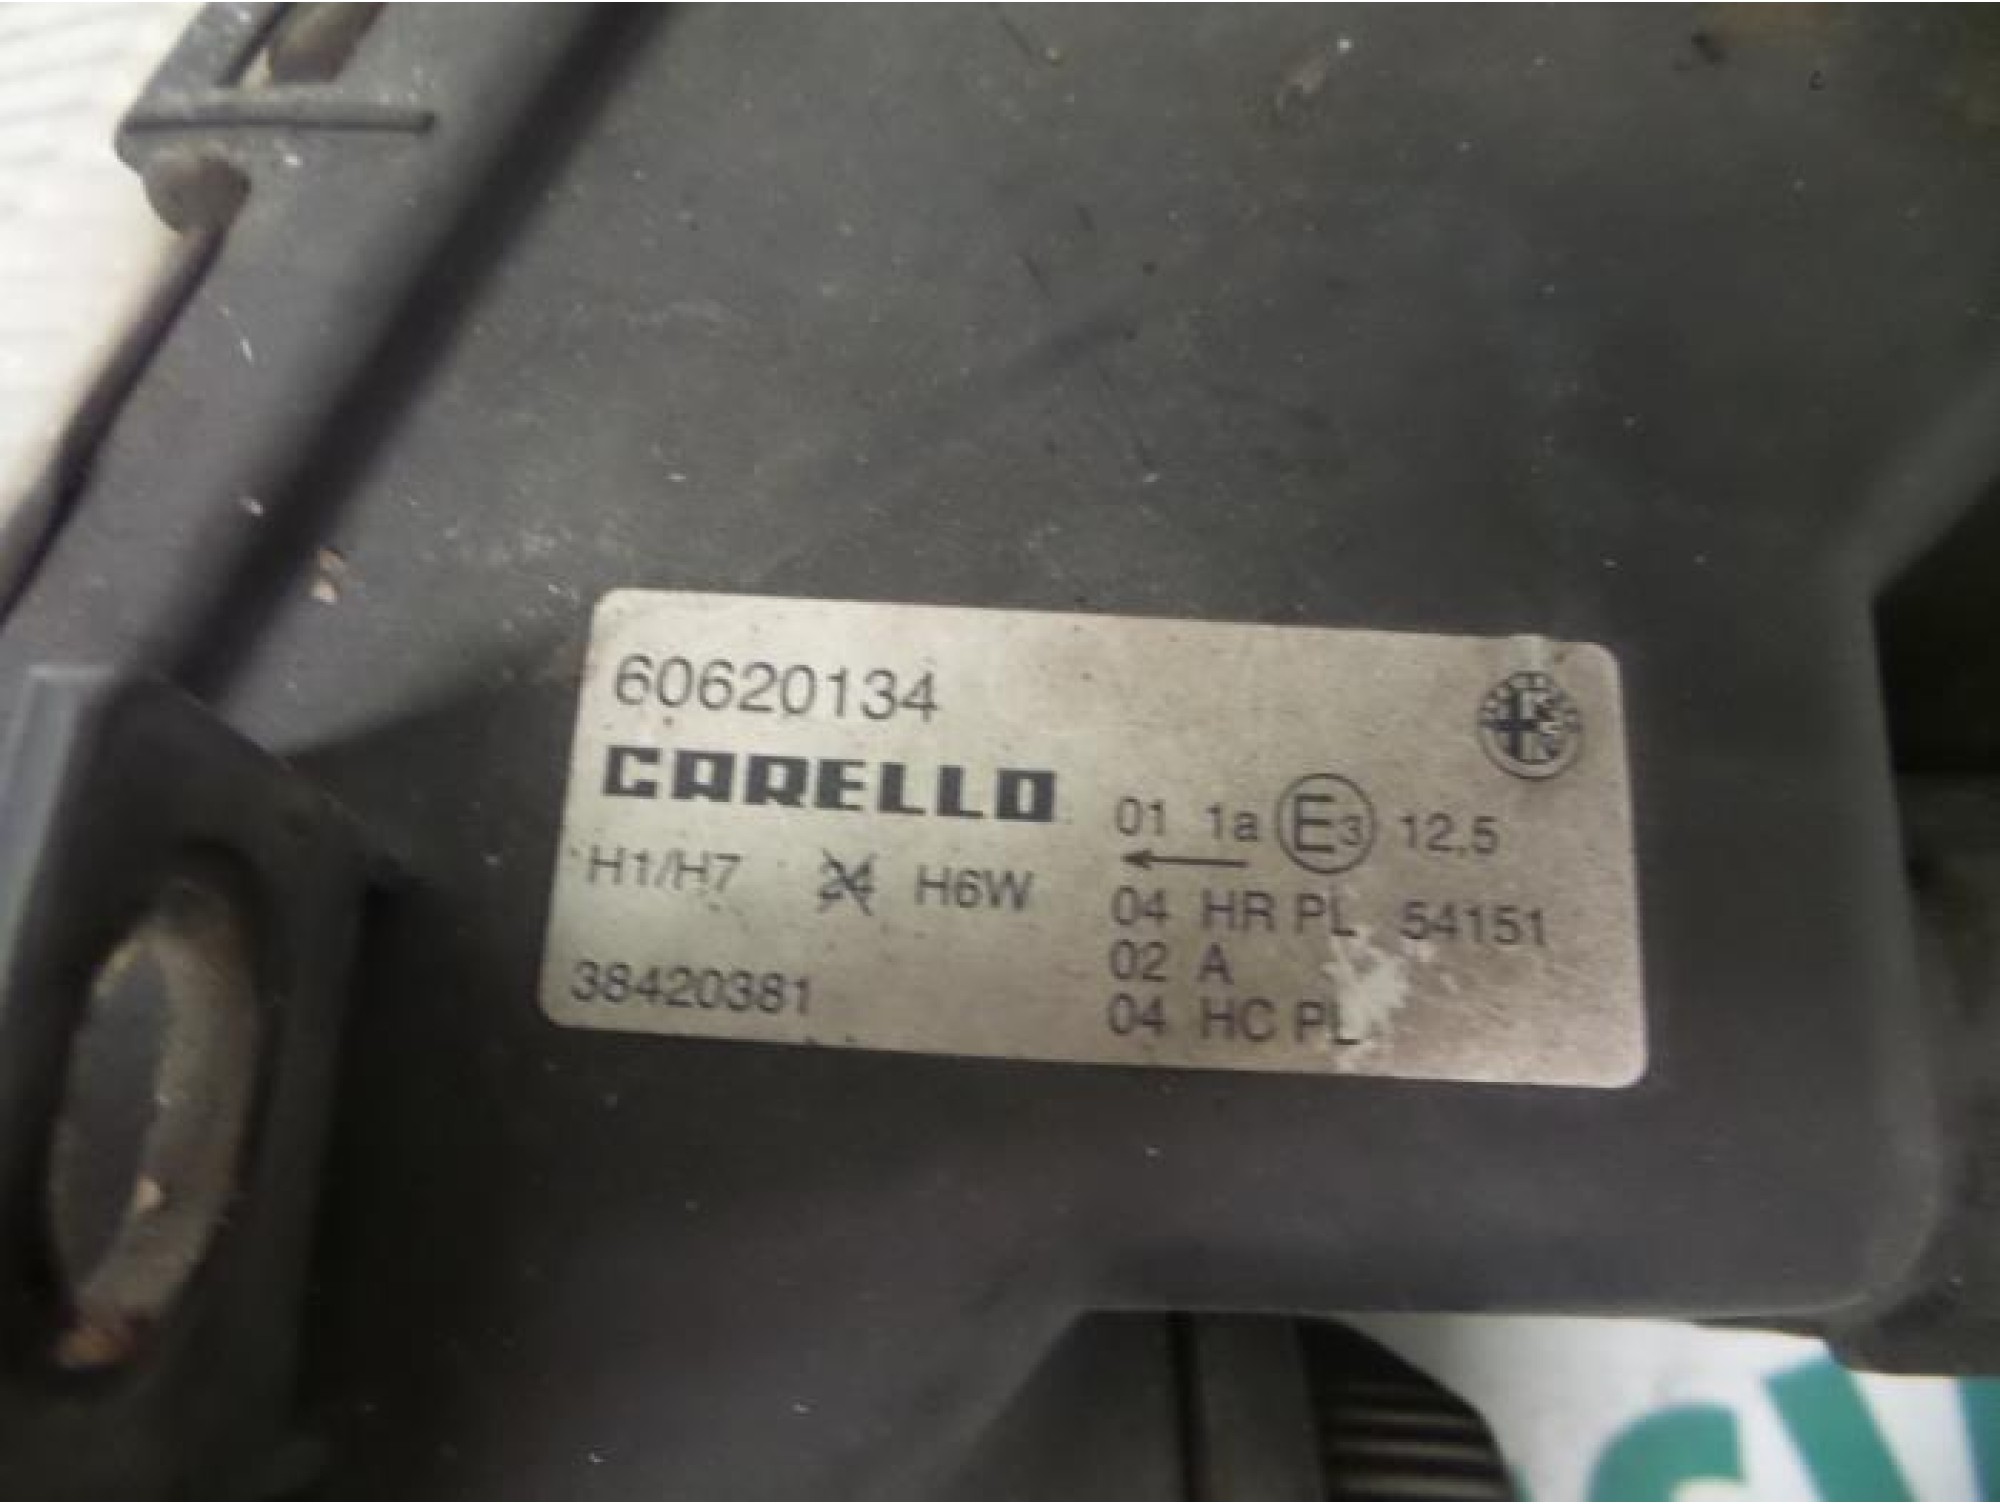 60620134
CARELLO
01 1a E3 12,5
H1/H7 24 H6W
04 HR PL 54151
02 A
38420381
04 HC PL